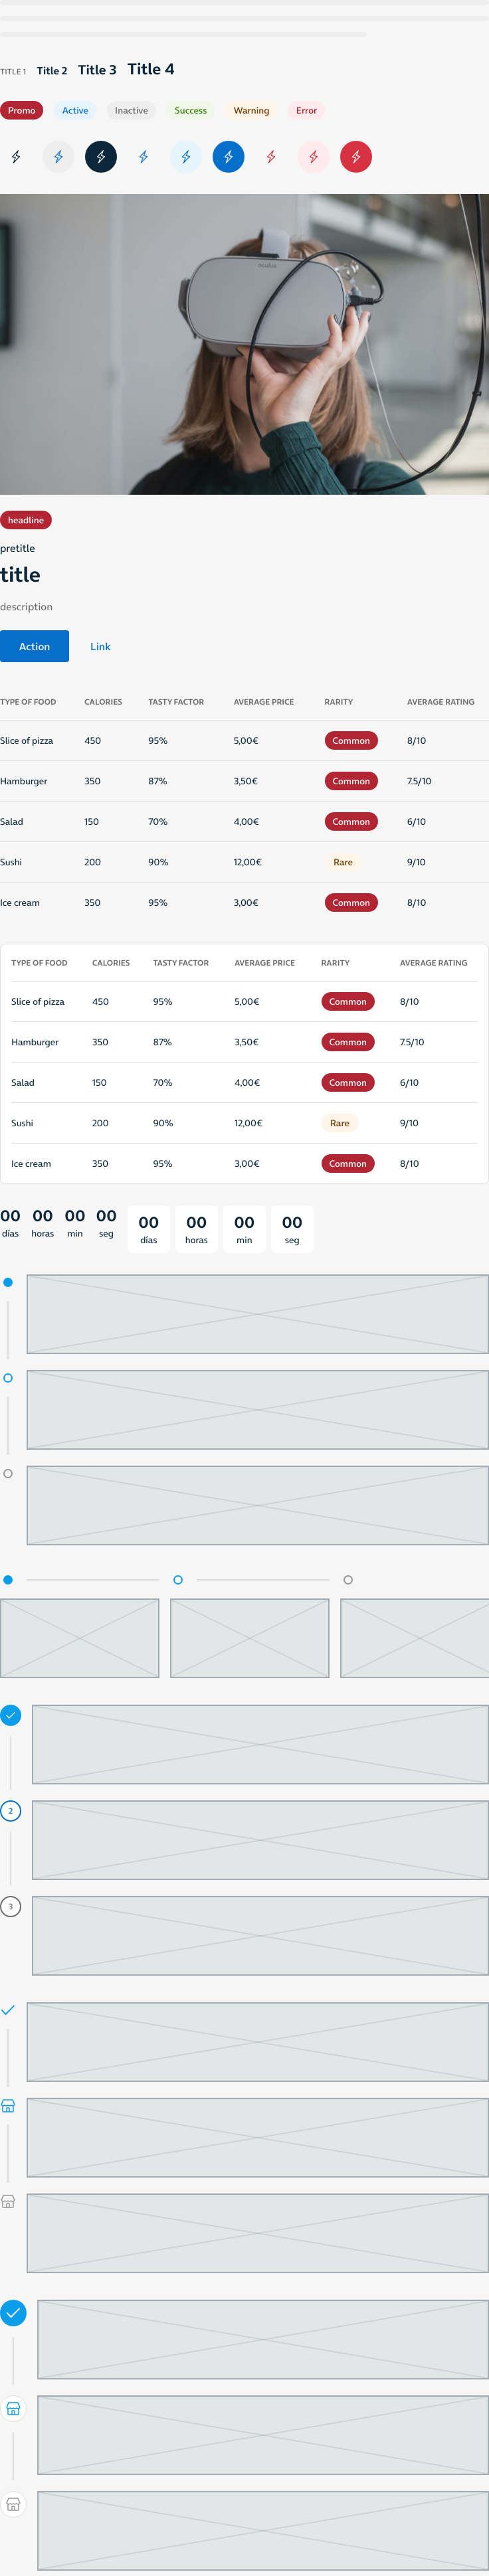 TITLE 1 Title 2 Title 3 Title 4
Promo Active Inactive Success Warning Error
oculus
headline
pretitle
title
description
Action Link
TYPE OF FOOD CALORIES TASTY FACTOR AVERAGE PRICE RARITY AVERAGE RATING
Slice of pizza 450 95% 5,00€ Common 8/10
Hamburger 350 87% 3,50€ Common 7.5/10
Salad 150 70% 4,00€ Common 6/10
Sushi 200 90% 12,00€ Rare 9/10
Ice cream 350 95% 3,00€ Common 8/10
TYPE OF FOOD CALORIES TASTY FACTOR AVERAGE PRICE RARITY AVERAGE RATING
Slice of pizza 450 95% 5,00€ Common 8/10
Hamburger 350 87% 3,50€ Common 7.5/10
Salad 150 70% 4,00€ Common 6/10
Sushi 200 90% 12,00€ Rare 9/10
Ice cream 350 95% 3,00€ Common 8/10
00 00 00 00 00 00 00 00
días horas min seg días horas min seg
2
3